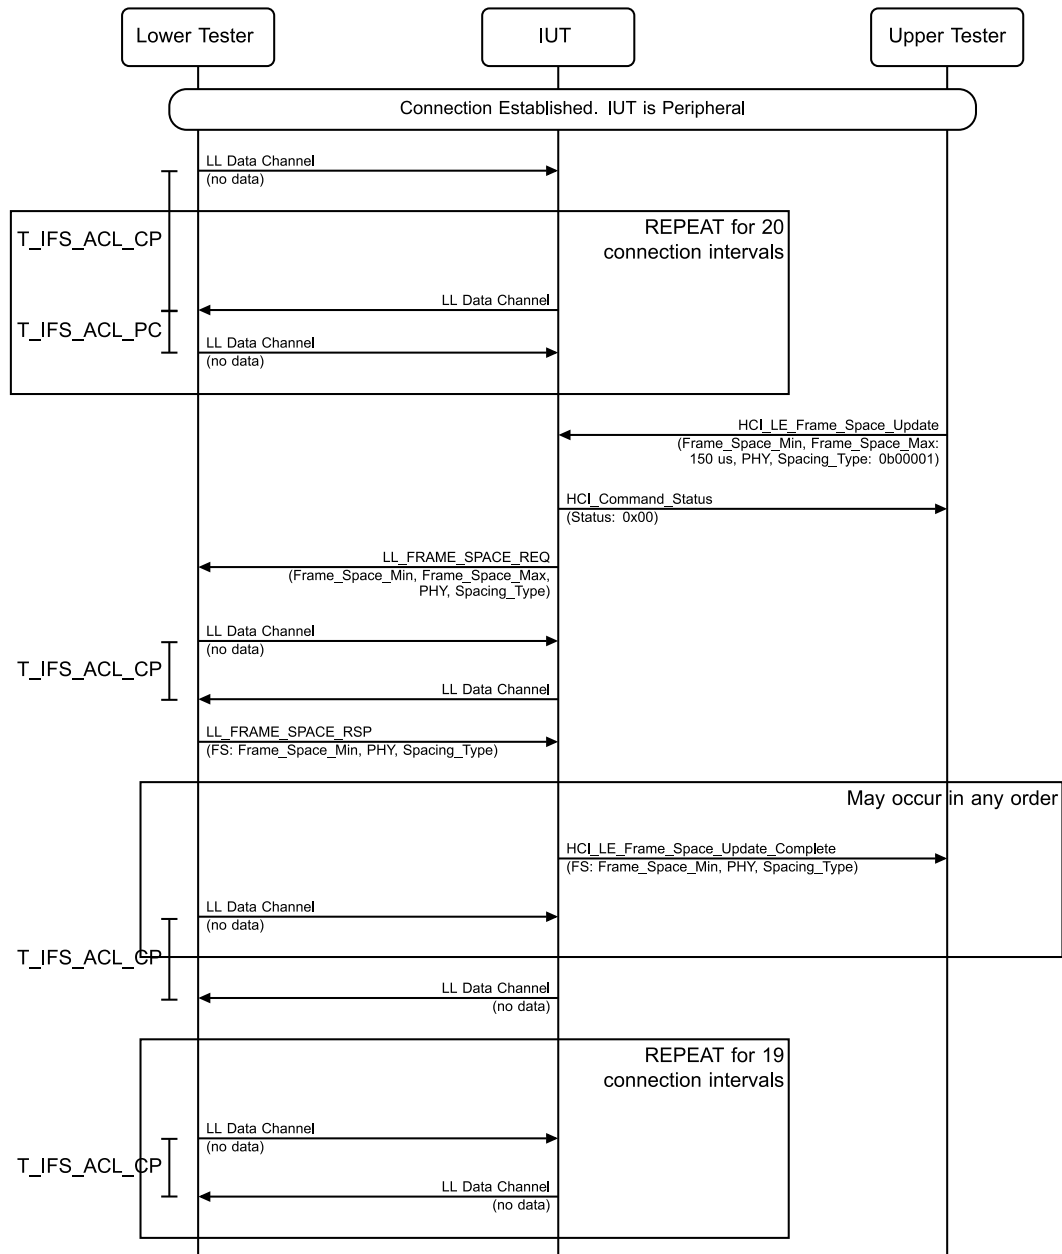 Lower Tester
IUT
Upper Tester
Connection Established. IUT is Peripheral
LL Data Channel
(no data)
REPEAT for 20
connection intervals
T_IFS_ACL_CP
LL Data Channel
T_IFS_ACL_PC
LL Data Channel
(no data)
HCI_LE_Frame_Space_Update
(Frame_Space_Min, Frame_Space_Max:
150 us, PHY, Spacing_Type: 0b00001)
HCI_Command_Status
(Status: 0x00)
LL_FRAME_SPACE_REQ
(Frame_Space_Min, Frame_Space_Max,
PHY, Spacing_Type)
LL Data Channel
(no data)
T_IFS_ACL_CP
LL Data Channel
LL_FRAME_SPACE_RSP
(FS: Frame_Space_Min, PHY, Spacing_Type)
May occur in any order
HCI_LE_Frame_Space_Update_Complete
(FS: Frame_Space_Min, PHY, Spacing_Type)
LL Data Channel
(no data)
T_IFS_ACL_CP
LL Data Channel
(no data)
REPEAT for 19
connection intervals
LL Data Channel
(no data)
T_IFS_ACL_CP
LL Data Channel
(no data)